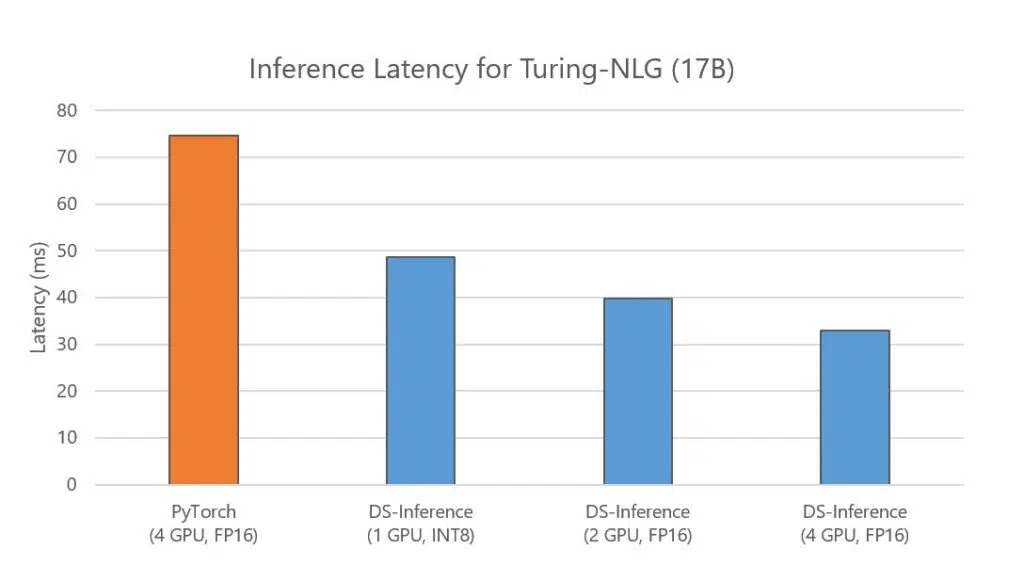 Inference Latency for Turing-NLG (17B)
Latency (ms)
80
70
60
50
40
30
20
10
0
PyTorch
(4 GPU, FP16)
DS-Inference
(1 GPU, INT8)
DS-Inference
(2 GPU, FP16)
DS-Inference
(4 GPU, FP16)